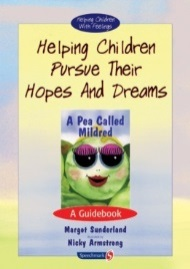 Helping Children
With Feelings
Helping Children
Pursue Their
Hopes And Dreams
A Pea Called
Mildred
A Guidebook
Margot Sunderland
Nicky Armstrong
Speechmark